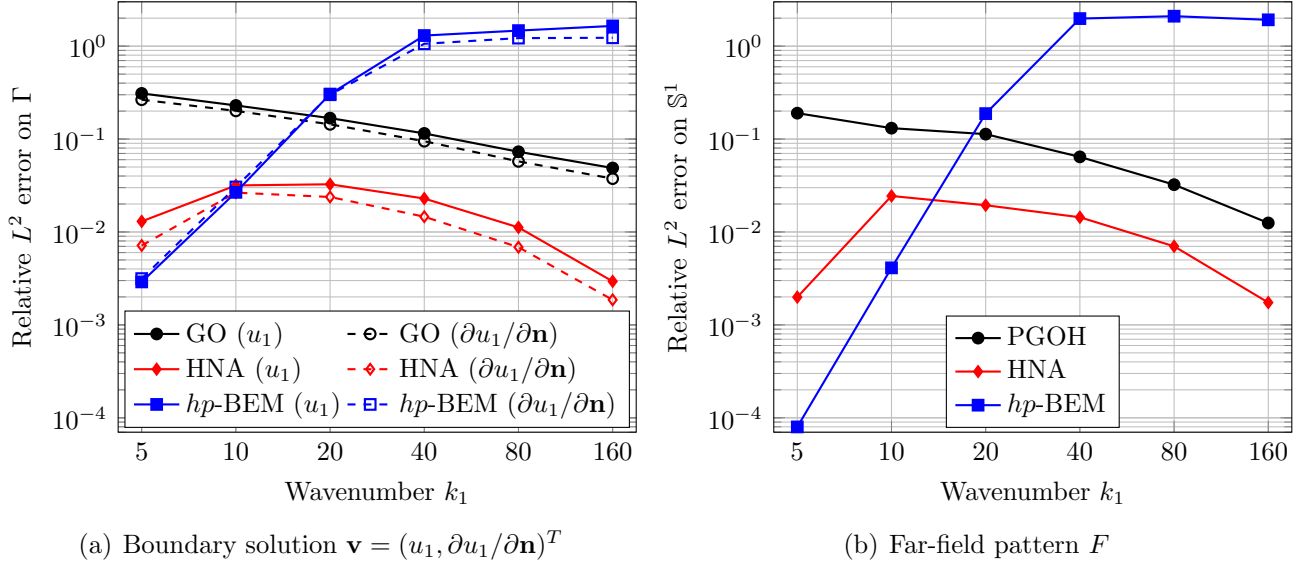 10^0
10^{-1}
10^{-2}
10^{-3}
10^{-4}
Relative L^2 error on Γ
GO (u_1)
GO (∂u_1/∂n)
HNA (u_1)
HNA (∂u_1/∂n)
hp-BEM (u_1)
hp-BEM (∂u_1/∂n)
5 10 20 40 80 160
Wavenumber k_1
(a) Boundary solution v = (u_1, ∂u_1/∂n)^T
10^0
10^{-1}
10^{-2}
10^{-3}
10^{-4}
Relative L^2 error on 𝕊^1
PGOH
HNA
hp-BEM
5 10 20 40 80 160
Wavenumber k_1
(b) Far-field pattern F